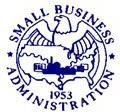 SMALL BUSINESS
ADMINISTRATION
1953